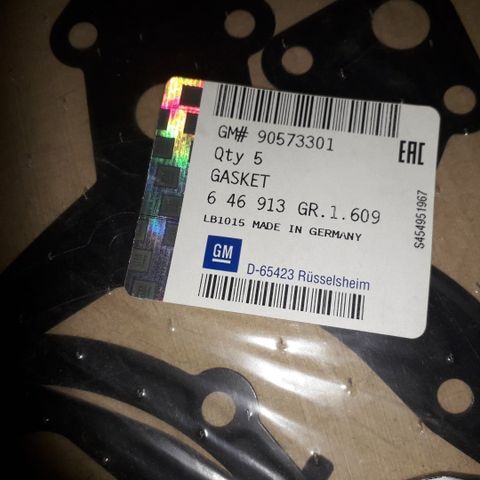 GM# 90573301
EAC
Qty 5
GASKET
6 46 913 GR.1.609
LB1015 MADE IN GERMANY
GM
D-65423 Rüsselsheim
S454951967